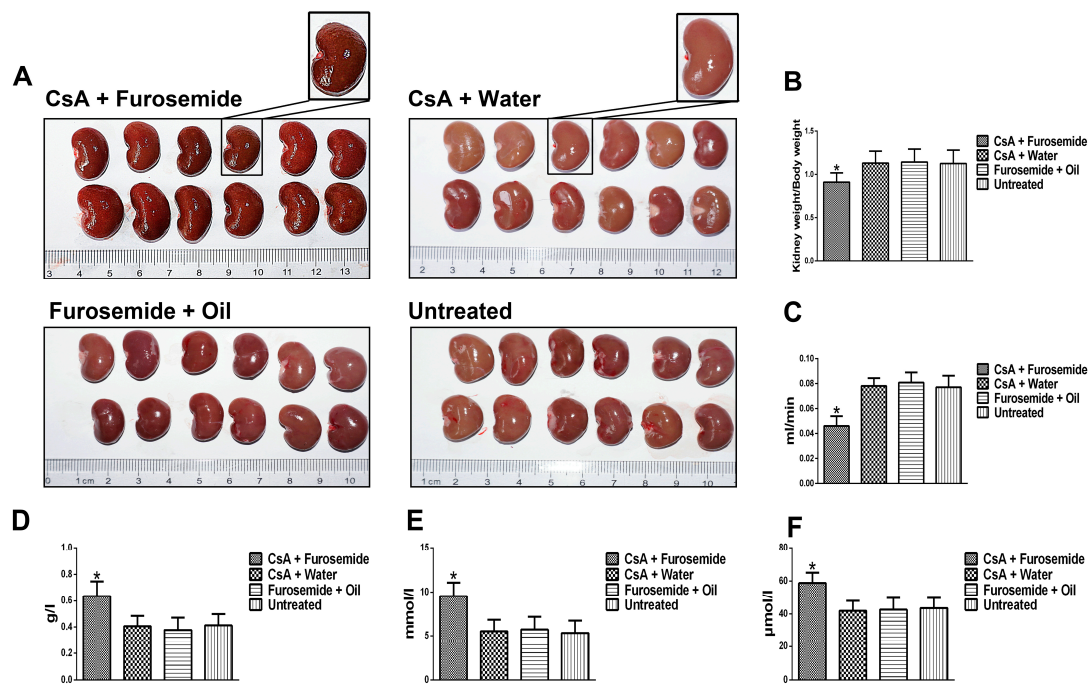 A
CsA + Furosemide
CsA + Water
3 4 5 6 7 8 9 10 11 12 13
2 3 4 5 6 7 8 9 10 11 12
Furosemide + Oil
Untreated
0 1 cm 2 3 4 5 6 7 8 9 10
1 cm 2 3 4 5 6 7 8 9 10
B
Kidney weight/Body weight
1.5
1.0
0.5
0.0
*
CsA + Furosemide
CsA + Water
Furosemide + Oil
Untreated
C
ml/min
0.10
0.08
0.06
0.04
0.02
0.00
*
CsA + Furosemide
CsA + Water
Furosemide + Oil
Untreated
D
g/l
1.0
0.8
0.6
0.4
0.2
0.0
*
CsA + Furosemide
CsA + Water
Furosemide + Oil
Untreated
E
mmol/l
15
10
5
0
*
CsA + Furosemide
CsA + Water
Furosemide + Oil
Untreated
F
µmol/l
80
60
40
20
0
*
CsA + Furosemide
CsA + Water
Furosemide + Oil
Untreated